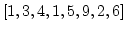 [1, 3, 4, 1, 5, 9, 2, 6]